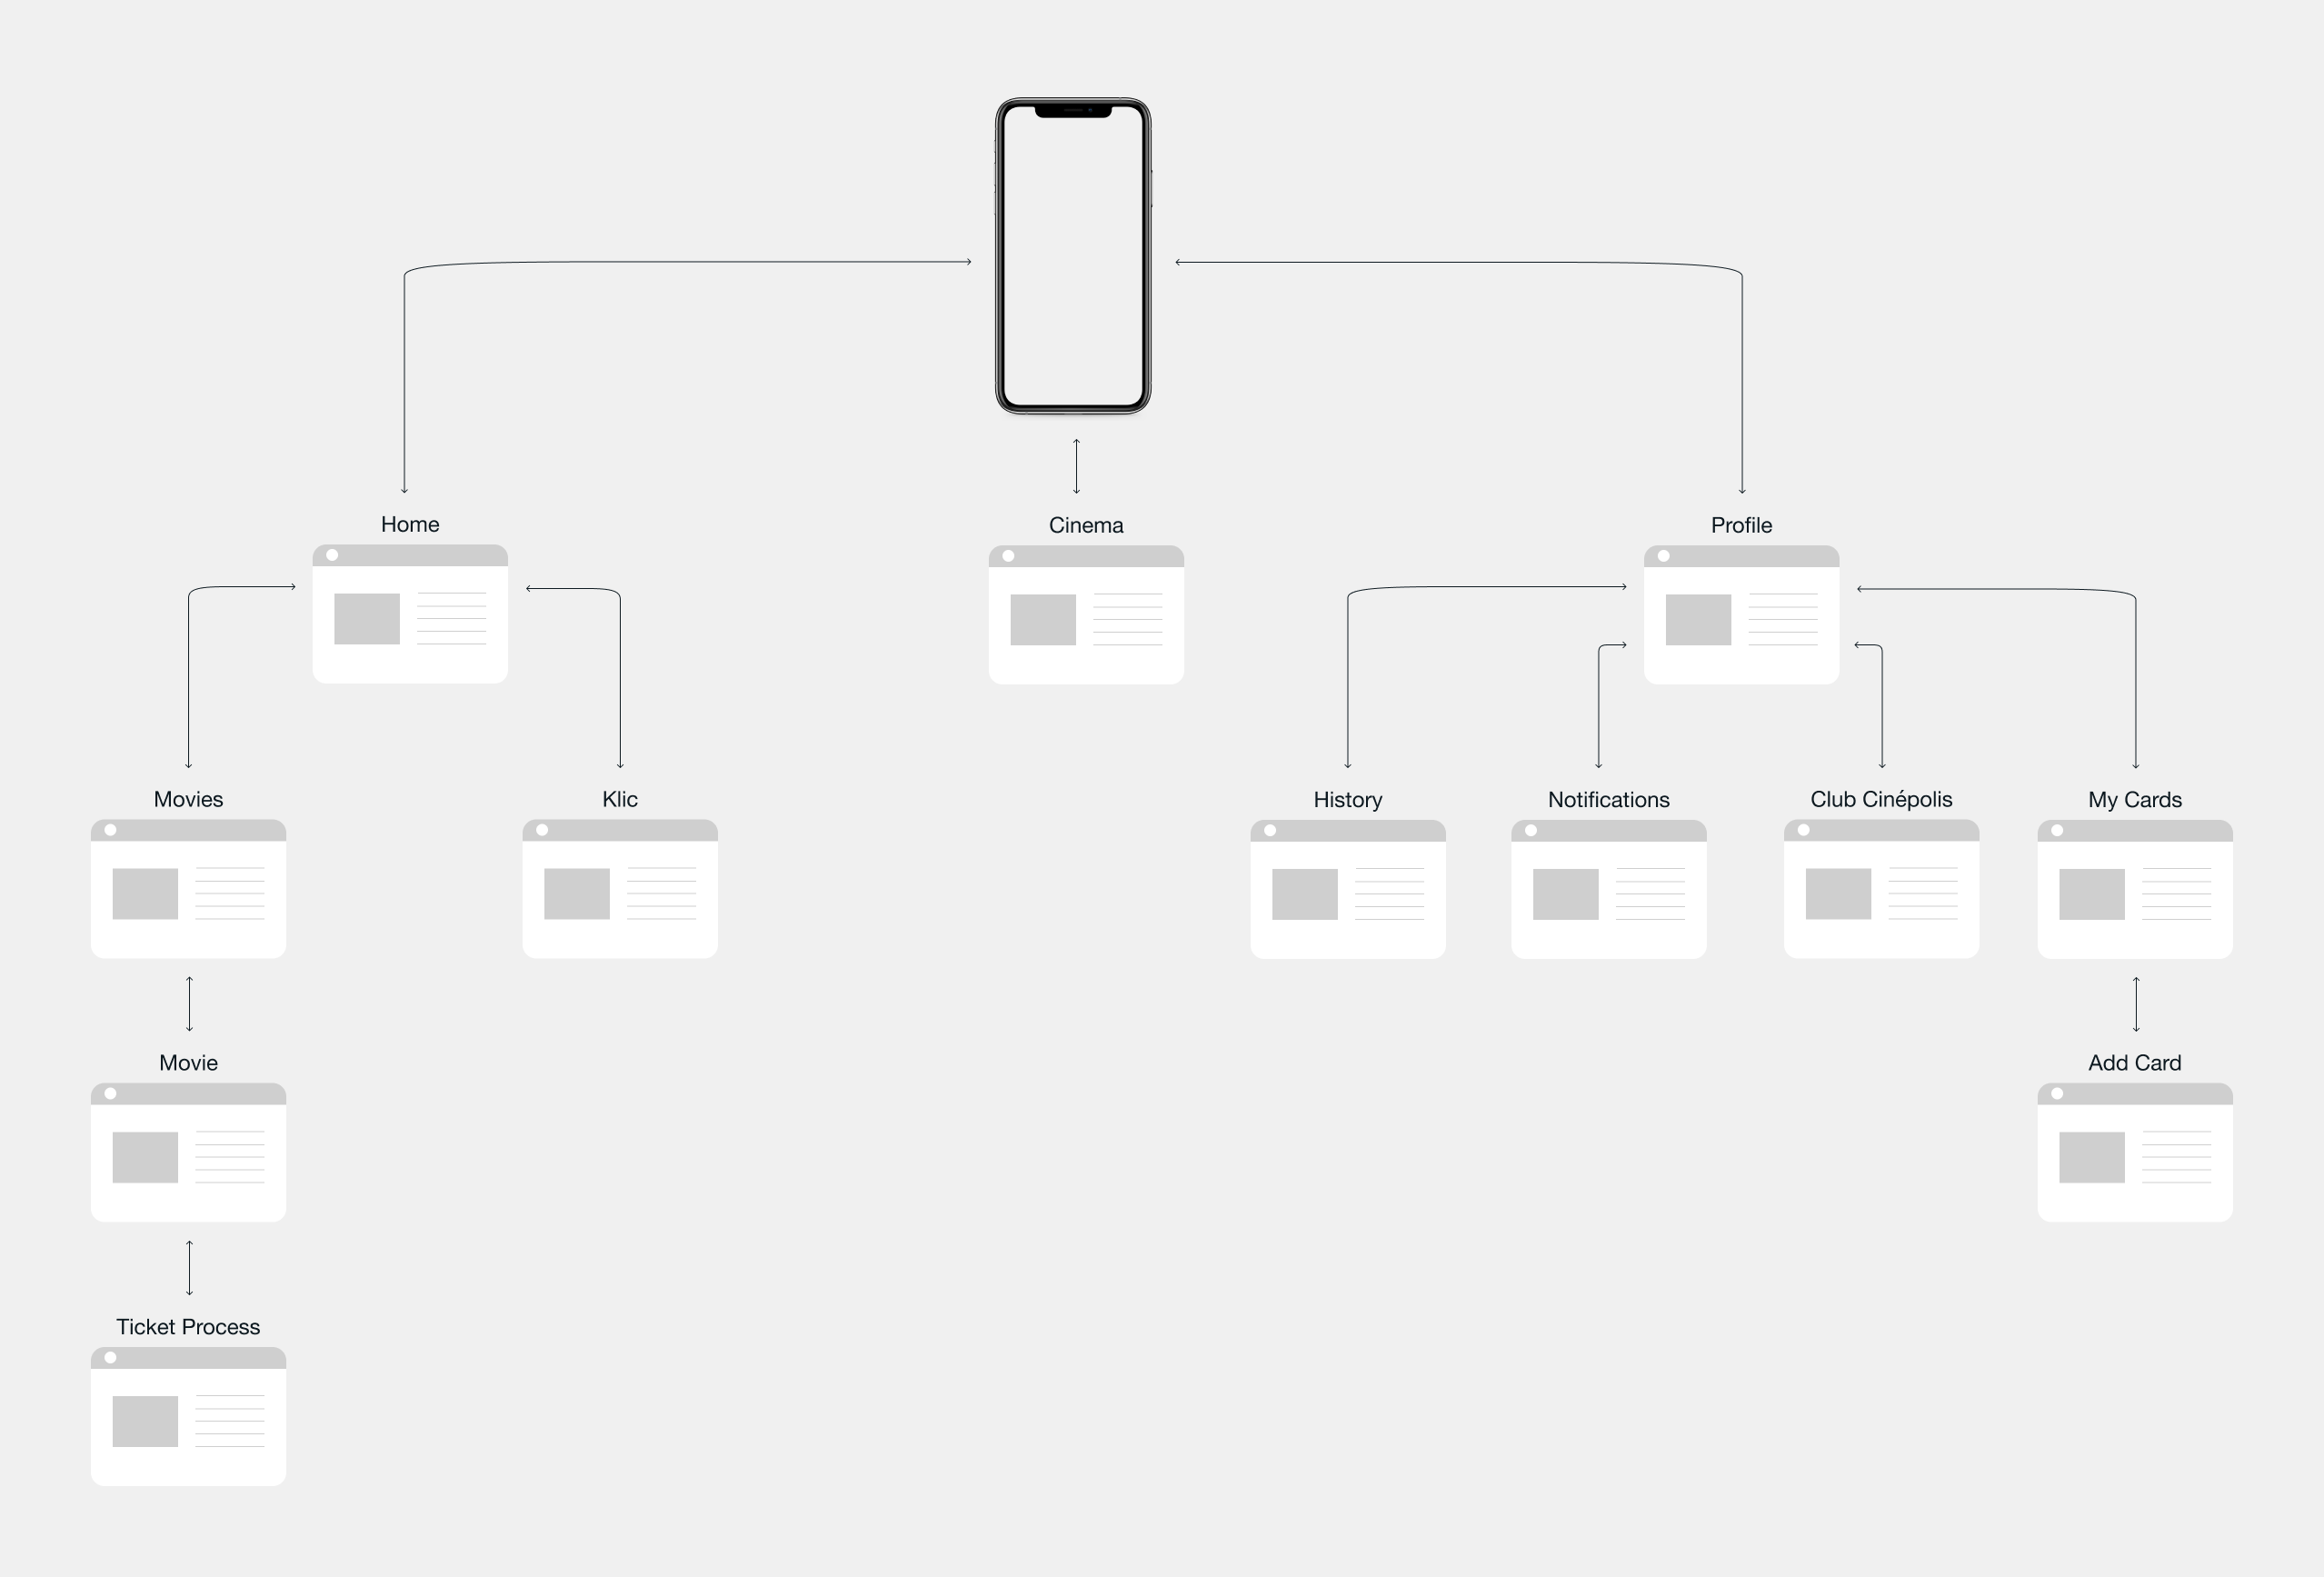 Home
Cinema
Profile
Movies
Klic
History
Notifications
Club Cinépolis
My Cards
Movie
Add Card
Ticket Process